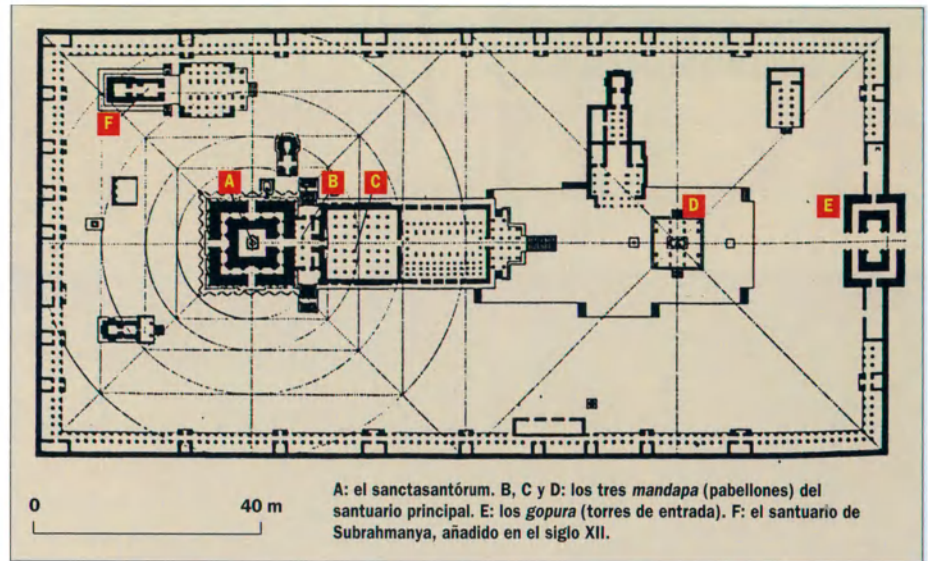 F
A
B
C
D
E
0 40 m
A: el sanctasantórum. B, C y D: los tres mandapa (pabellones) del
santuario principal. E: los gopura (torres de entrada). F: el santuario de
Subrahmanya, añadido en el siglo XII.